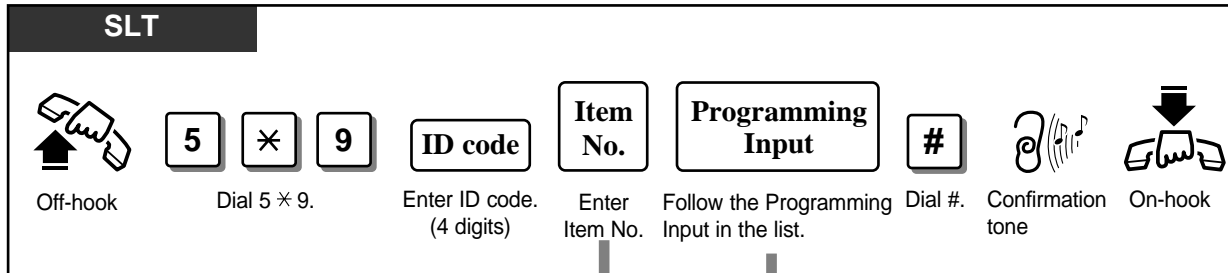 SLT
5 ✳ 9 ID code Item No. Programming Input #
Off-hook
Dial 5 ✳ 9.
Enter ID code.
(4 digits)
Enter
Item No.
Follow the Programming
Input in the list.
Dial #.
Confirmation
tone
On-hook